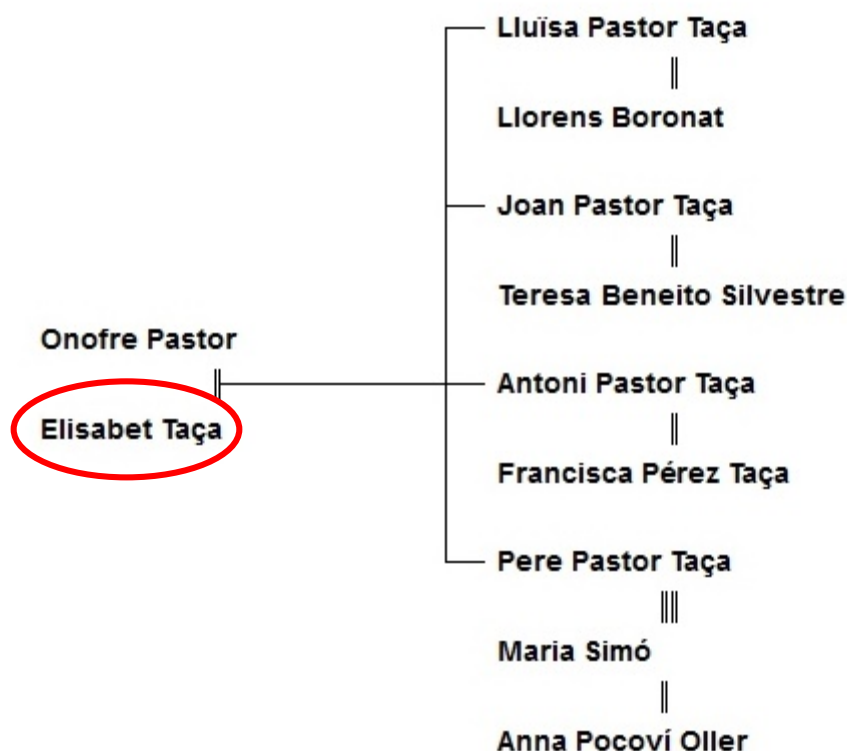 Lluïsa Pastor Taça
Llorens Boronat
Joan Pastor Taça
Teresa Beneito Silvestre
Onofre Pastor
Elisabet Taça
Antoni Pastor Taça
Francisca Pérez Taça
Pere Pastor Taça
Maria Simó
Anna Pocoví Oller